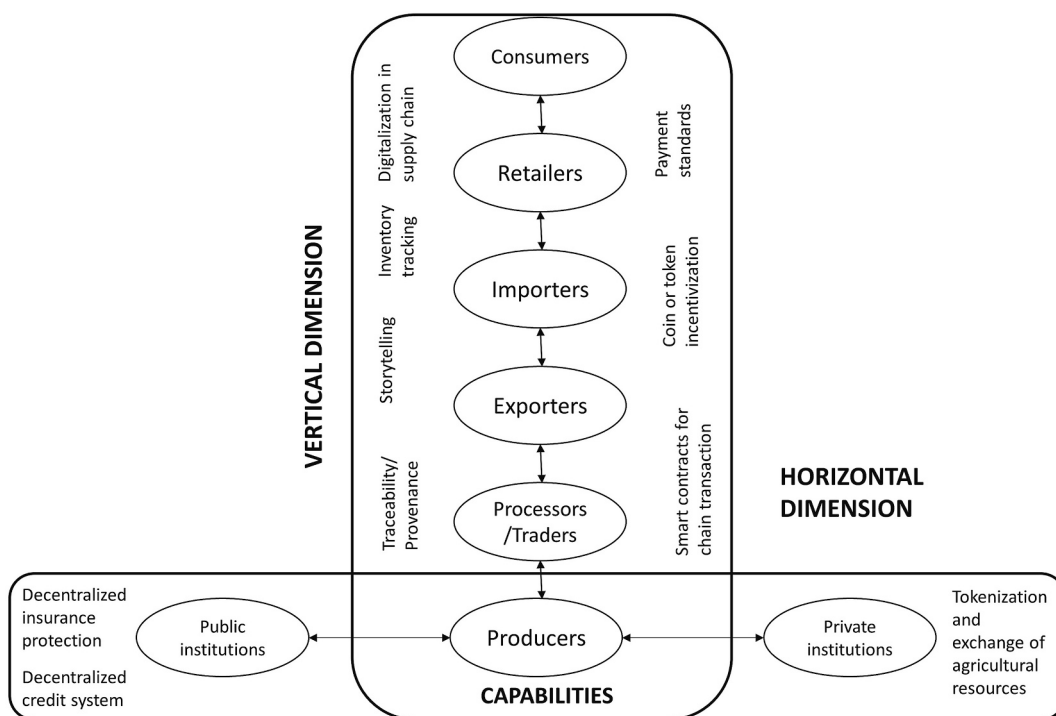 Consumers
Digitalization in
supply chain
Payment
standards
Retailers
Inventory
tracking
Importers
Coin or token
incentivization
VERTICAL DIMENSION
Storytelling
Exporters
Traceability/
Provenance
Processors
/Traders
Smart contracts for
chain transaction
HORIZONTAL
DIMENSION
Decentralized
insurance
protection
Decentralized
credit system
Public
institutions
Producers
CAPABILITIES
Private
institutions
Tokenization
and
exchange of
agricultural
resources